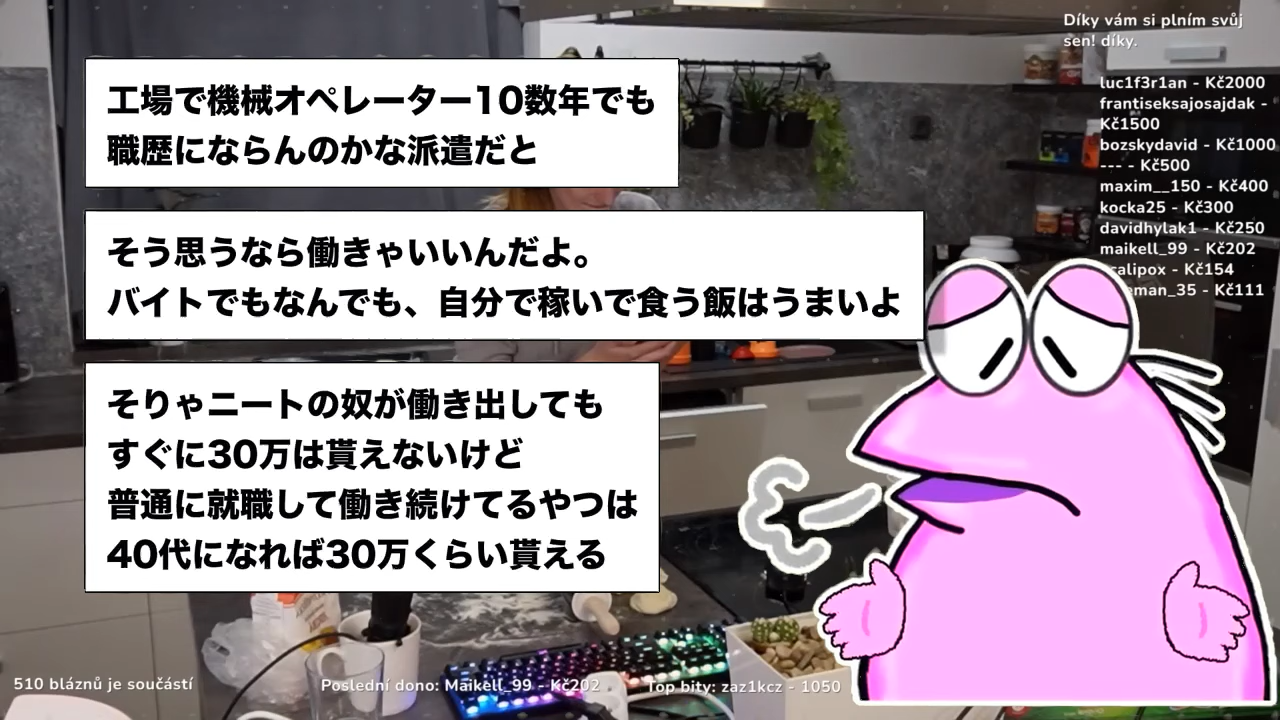 Díky vám si plním svůj
sen! díky.
luc1f3r1an - Kč2000
frantiseksajosajdak -
Kč1500
bozskydavid - Kč1000
--- - Kč500
maxim__150 - Kč400
kocka25 - Kč300
davidhylak1 - Kč250
maikell_99 - Kč202
- Kč154
- Kč111
工場で機械オペレーター10数年でも
職歴にならんのかな派遣だと
そう思うなら働きゃいいんだよ。
バイトでもなんでも、自分で稼いで食う飯はうまいよ
そりゃニートの奴が働き出しても
すぐに30万は貰えないけど
普通に就職して働き続けてるやつは
40代になれば30万くらい貰える
510 bláznů je součástí
Poslední dono: Maikell_99 - Kč202
Top bity: zaz1kcz - 1050